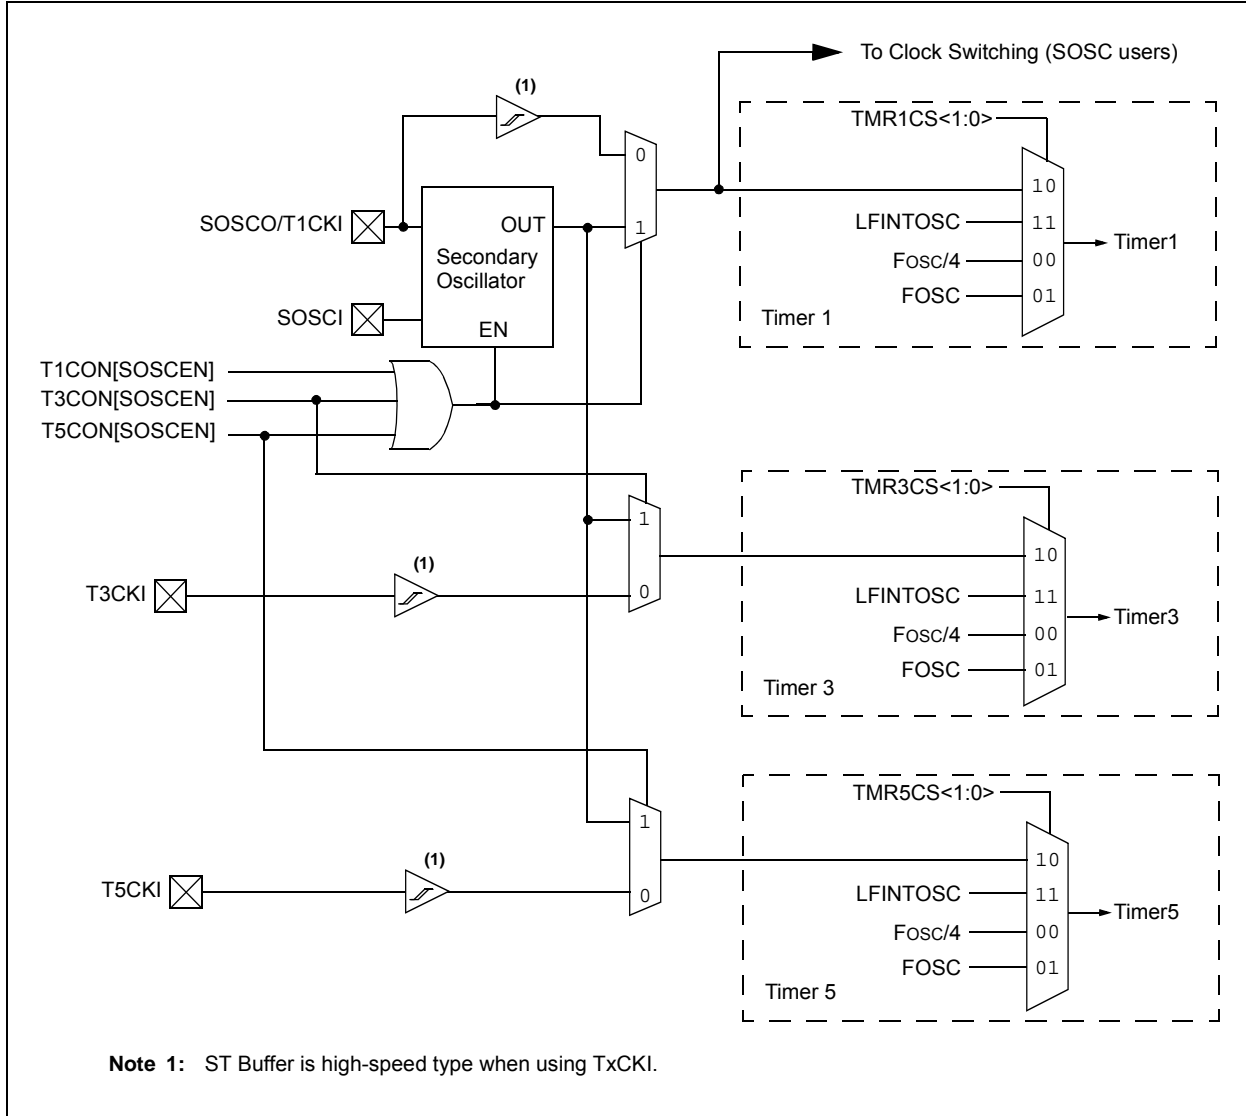 To Clock Switching (SOSC users)
(1)
TMR1CS<1:0>
0
10
SOSCO/T1CKI
OUT
1
LFINTOSC
11
Timer1
Secondary
Oscillator
FOSC/4
00
FOSC
01
SOSCI
EN
Timer 1
T1CON[SOSCEN]
T3CON[SOSCEN]
T5CON[SOSCEN]
TMR3CS<1:0>
1
10
(1)
T3CKI
0
LFINTOSC
11
Timer3
FOSC/4
00
FOSC
01
Timer 3
TMR5CS<1:0>
1
10
(1)
T5CKI
0
LFINTOSC
11
Timer5
FOSC/4
00
FOSC
01
Timer 5
Note 1: ST Buffer is high-speed type when using TxCKI.